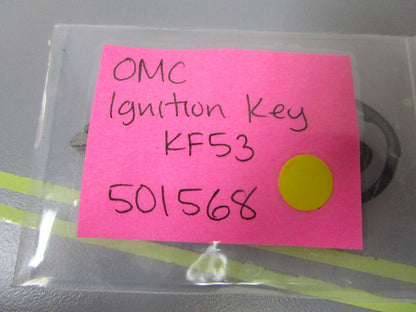 OMC
Ignition Key
KF53
501568